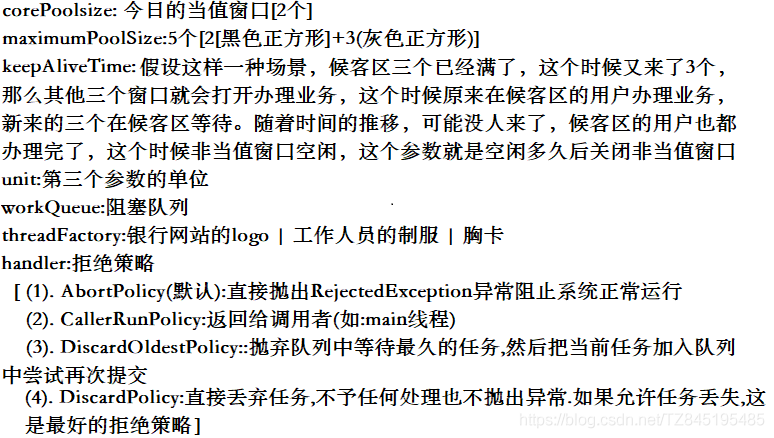 corePoolsize: 今日的当值窗口[2个]
maximumPoolSize:5个[2[黑色正方形]+3(灰色正方形)]
keepAliveTime: 假设这样一种场景，候客区三个已经满了，这个时候又来了3个，
那么其他三个窗口就会打开办理业务，这个时候原来在候客区的用户办理业务，
新来的三个在候客区等待。随着时间的推移，可能没人来了，候客区的用户也都
办理完了，这个时候非当值窗口空闲，这个参数就是空闲多久后关闭非当值窗口
unit:第三个参数的单位
workQueue:阻塞队列
threadFactory:银行网站的logo | 工作人员的制服 | 胸卡
handler:拒绝策略
[ (1). AbortPolicy(默认):直接抛出RejectedException异常阻止系统正常运行
(2). CallerRunPolicy:返回给调用者(如:main线程)
(3). DiscardOldestPolicy::抛弃队列中等待最久的任务,然后把当前任务加入队列
中尝试再次提交
(4). DiscardPolicy:直接丢弃任务,不予任何处理也不抛出异常.如果允许任务丢失,这
是最好的拒绝策略]
https://blog.csdn.net/TZ845195485